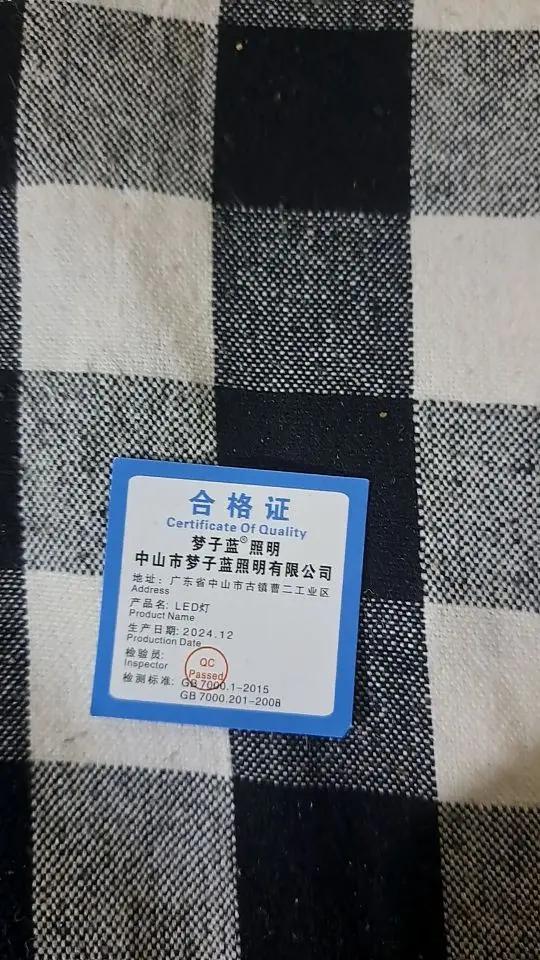 合格证
Certificate Of Quality
梦子蓝®照明
中山市梦子蓝照明有限公司
地址：广东省中山市古镇曹二工业区
Address
产品名: LED灯
Product Name
生产日期: 2024.12
Production Date
检验员:
Inspector
QC
Passed
检测标准: GB 7000.1-2015
GB 7000.201-2008